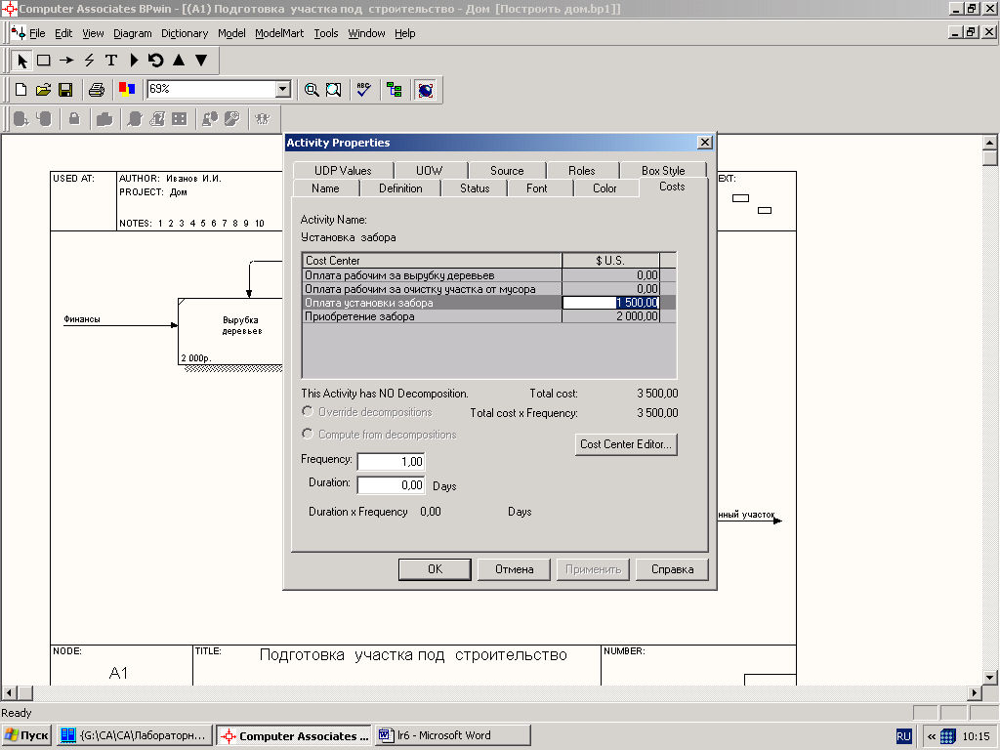 Computer Associates BPwin - [(A1) Подготовка участка под строительство - Дом [Построить дом.bp1]]
File Edit View Diagram Dictionary Model ModelMart Tools Window Help
T
69%
ABC
Activity Properties
USED AT:
AUTHOR: Иванов И.И.
PROJECT: Дом
NOTES: 1 2 3 4 5 6 7 8 9 10
EXT:
UDP Values UOW Source Roles Box Style
Name Definition Status Font Color Costs
Activity Name:
Установка забора
Cost Center $ U.S.
Оплата рабочим за вырубку деревьев 0,00
Оплата рабочим за очистку участка от мусора 0,00
Оплата установки забора 1 500,00
Приобретение забора 2 000,00
Финансы
Вырубка
деревьев
2 000р.
This Activity has NO Decomposition. Total cost: 3 500,00
Override decompositions Total cost x Frequency: 3 500,00
Compute from decompositions
Cost Center Editor...
Frequency: 1,00
Duration: 0,00 Days
Duration x Frequency 0,00 Days
нный участок
OK Отмена Применить Справка
NODE: TITLE: NUMBER:
A1 Подготовка участка под строительство
Ready
Пуск {G:\CA\CA\Лабораторн... Computer Associates ... lr6 - Microsoft Word RU « 10:15